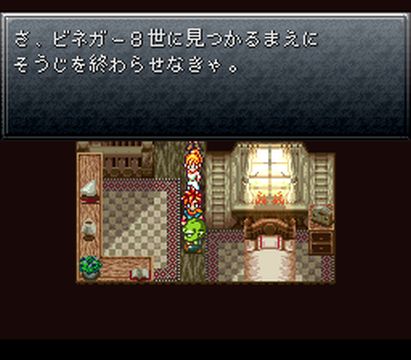 さ、ビネガー８世に見つかるまえに
そうじを終わらせなきゃ。